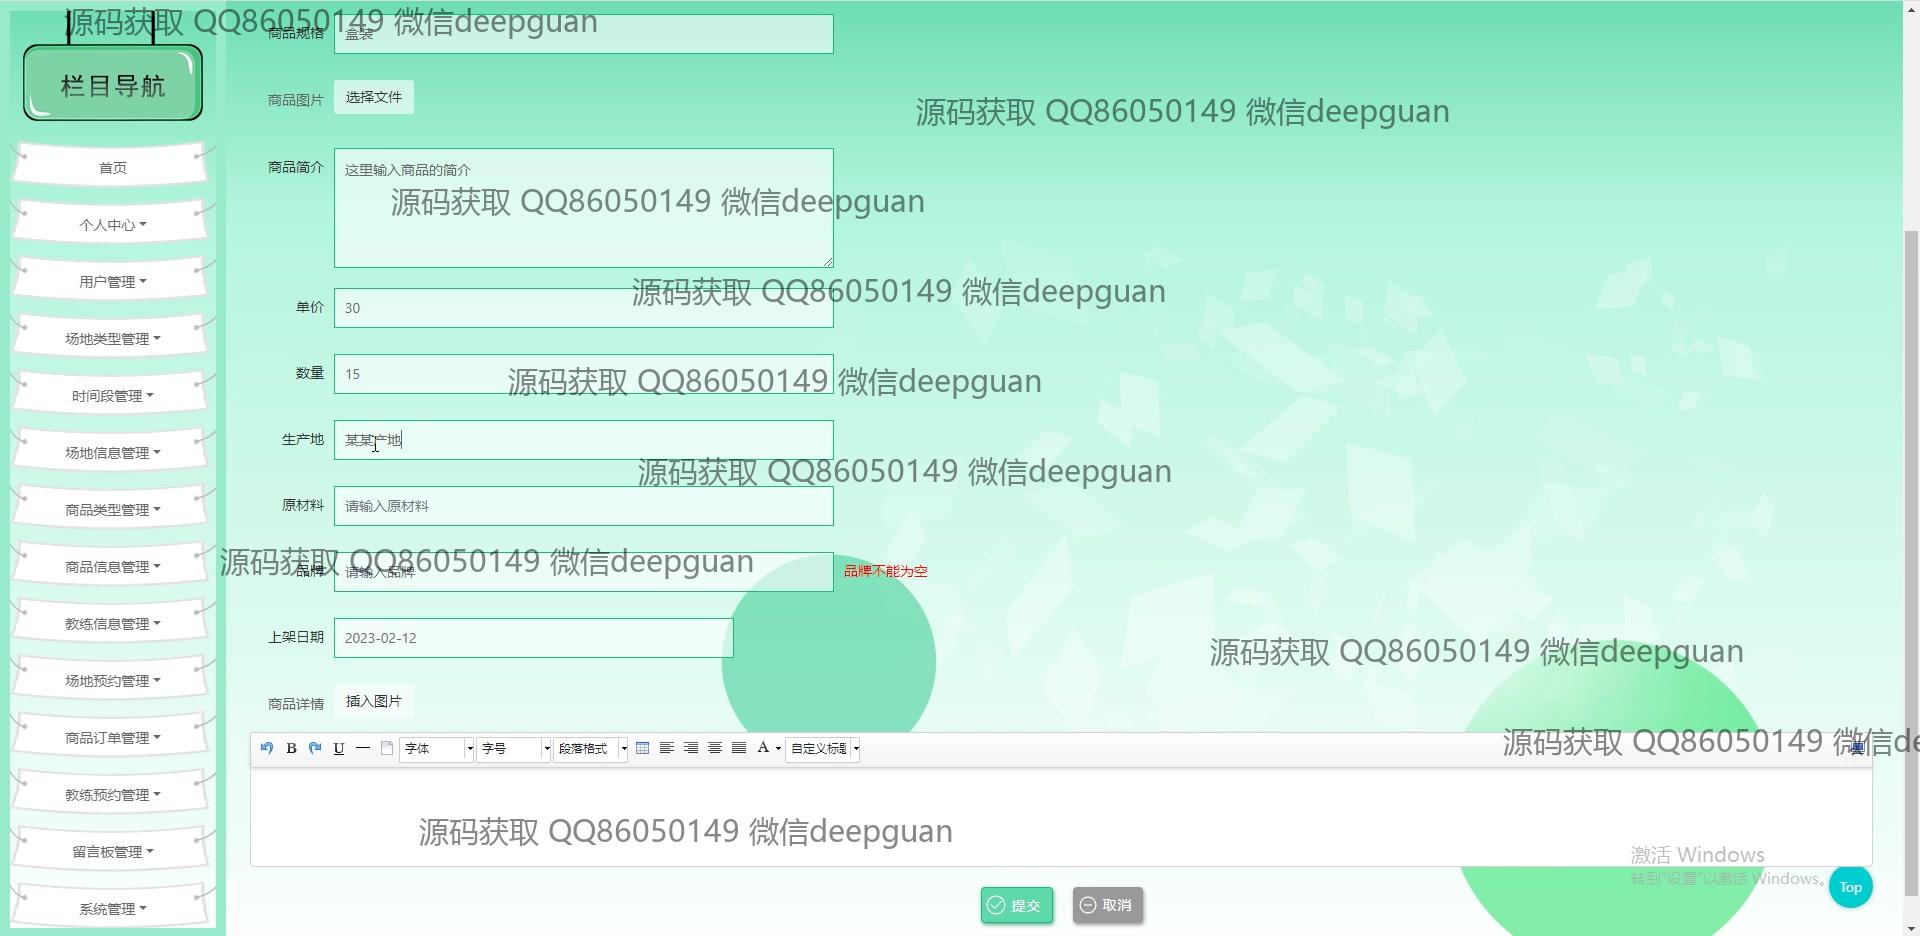 源码获取 QQ86050149 微信deepguan
商品规格 盒装
栏目导航
商品图片 选择文件
源码获取 QQ86050149 微信deepguan
首页
商品简介 这里输入商品的简介
源码获取 QQ86050149 微信deepguan
个人中心
用户管理
源码获取 QQ86050149 微信deepguan
单价 30
场地类型管理
数量 15
源码获取 QQ86050149 微信deepguan
时间段管理
生产地 某某产地
场地信息管理
源码获取 QQ86050149 微信deepguan
原材料 请输入原材料
商品类型管理
源码获取 QQ86050149 微信deepguan
商品信息管理
品牌 请输入品牌 品牌不能为空
教练信息管理
上架日期 2023-02-12
源码获取 QQ86050149 微信deepguan
场地预约管理
商品详情 插入图片
商品订单管理
源码获取 QQ86050149 微信de
B U 字体 字号 段落格式 A 自定义标题
教练预约管理
源码获取 QQ86050149 微信deepguan
留言板管理
激活 Windows
转到"设置"以激活 Windows。
Top
系统管理
提交 取消